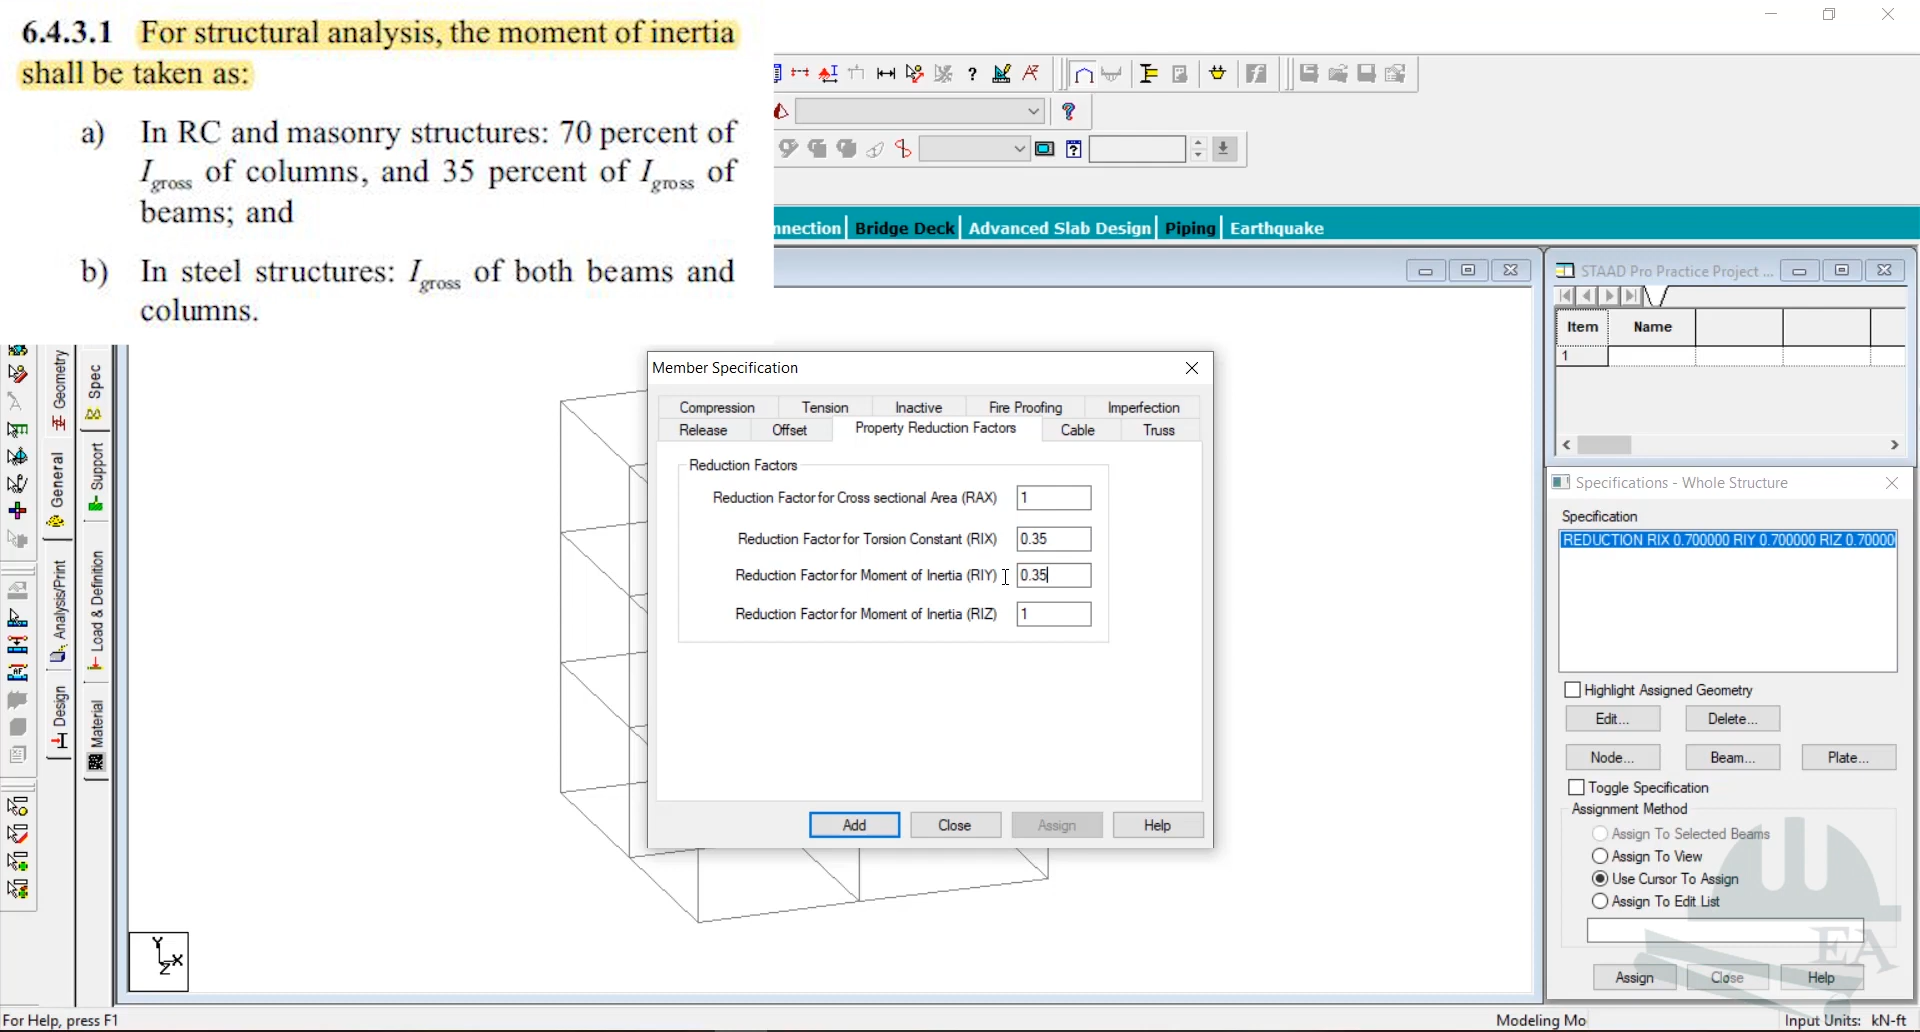 6.4.3.1 For structural analysis, the moment of inertia
shall be taken as:
a) In RC and masonry structures: 70 percent of
Igross of columns, and 35 percent of Igross of
beams; and
b) In steel structures: Igross of both beams and
columns.
nnection Bridge Deck Advanced Slab Design Piping Earthquake
STAAD Pro Practice Project ...
Item Name
1
Geometry
General
Analysis/Print
Design
Spec
Support
Load & Definition
Material
Member Specification
Compression Tension Inactive Fire Proofing Imperfection
Release Offset Property Reduction Factors Cable Truss
Reduction Factors
Reduction Factor for Cross sectional Area (RAX) 1
Reduction Factor for Torsion Constant (RIX) 0.35
Reduction Factor for Moment of Inertia (RIY) 0.35
Reduction Factor for Moment of Inertia (RIZ) 1
Add Close Assign Help
Specifications - Whole Structure
Specification
REDUCTION RIX 0.700000 RIY 0.700000 RIZ 0.70000
Highlight Assigned Geometry
Edit... Delete...
Node... Beam... Plate...
Toggle Specification
Assignment Method
Assign To Selected Beams
Assign To View
Use Cursor To Assign
Assign To Edit List
EA
Assign Close Help
Y
X
Z
For Help, press F1
Modeling Mo
Input Units: kN-ft